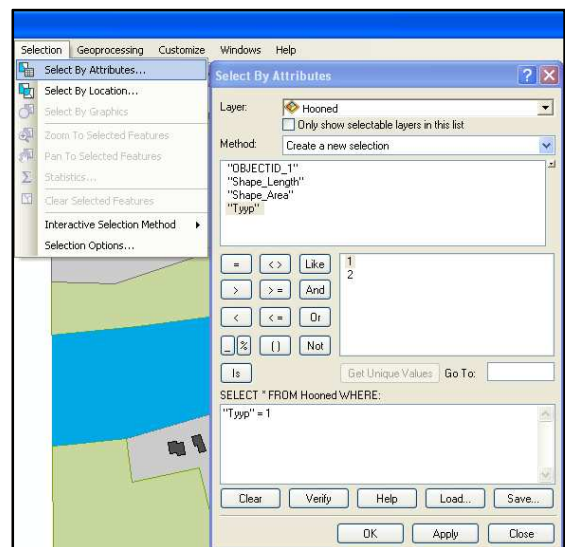 Selection Geoprocessing Customize Windows Help
Select By Attributes...
Select By Location...
Select By Graphics
Zoom To Selected Features
Pan To Selected Features
Statistics...
Clear Selected Features
Interactive Selection Method
Selection Options...
Select By Attributes
Layer: Hooned
Only show selectable layers in this list
Method: Create a new selection
"OBJECTID_1"
"Shape_Length"
"Shape_Area"
"Tyyp"
= <> Like
> >= And
< <= Or
_ % () Not
Is
1
2
Get Unique Values Go To:
SELECT * FROM Hooned WHERE:
"Tyyp" = 1
Clear Verify Help Load... Save...
OK Apply Close